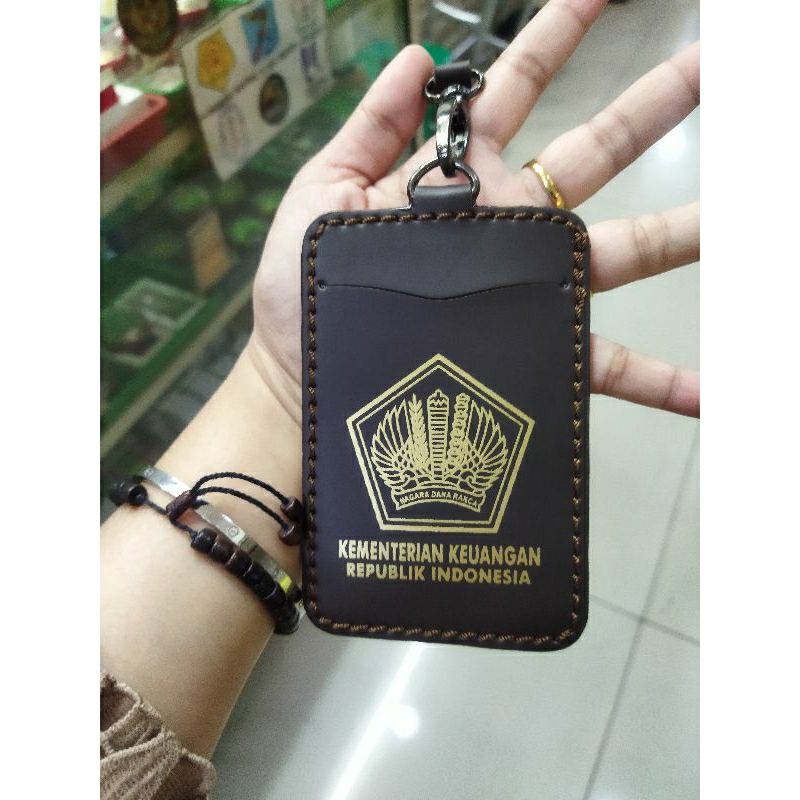 NAGARA DANA RAKCA
KEMENTERIAN KEUANGAN
REPUBLIK INDONESIA